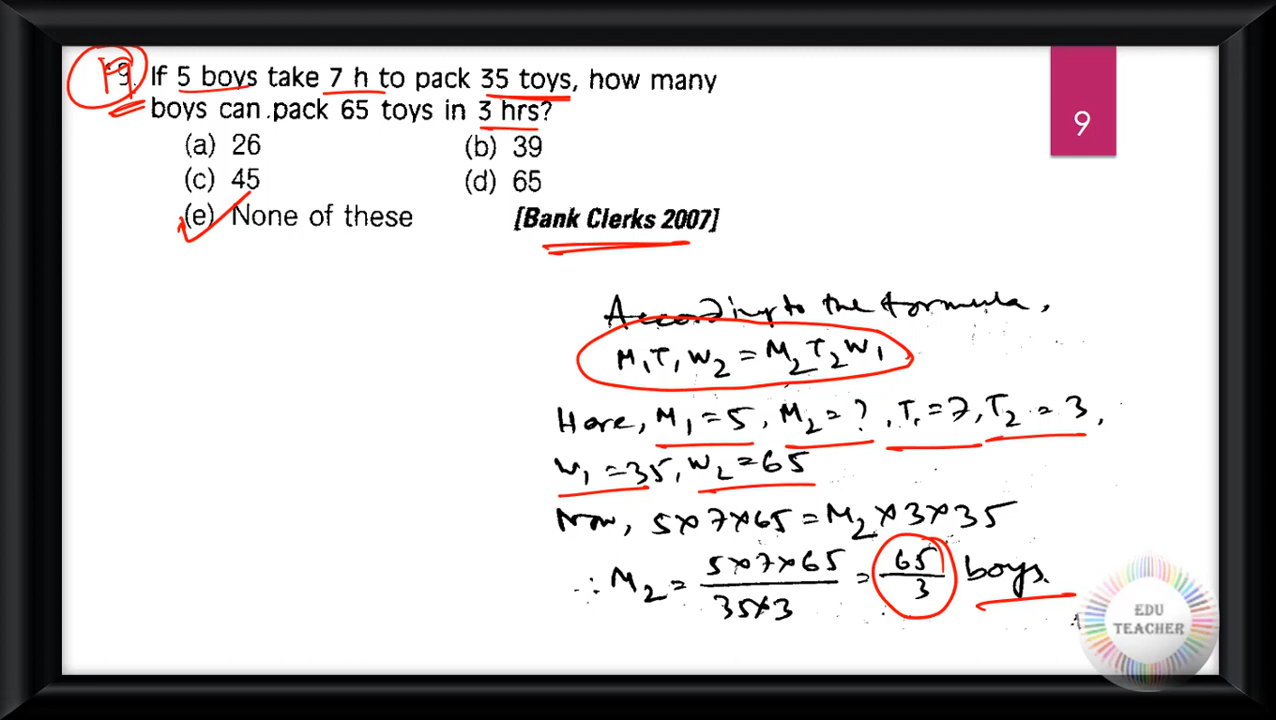 19. If 5 boys take 7 h to pack 35 toys, how many
boys can pack 65 toys in 3 hrs?
(a) 26 (b) 39
(c) 45 (d) 65
(e) None of these [Bank Clerks 2007]
9
According to the formula,
M₁T₁W₂ = M₂T₂W₁
Here, M₁ = 5, M₂ = ?, T₁ = 7, T₂ = 3,
W₁ = 35, W₂ = 65
Now, 5×7×65 = M₂×3×35
∴ M₂ = 5×7×65 / 35×3 = 65/3 boys.
EDU
TEACHER